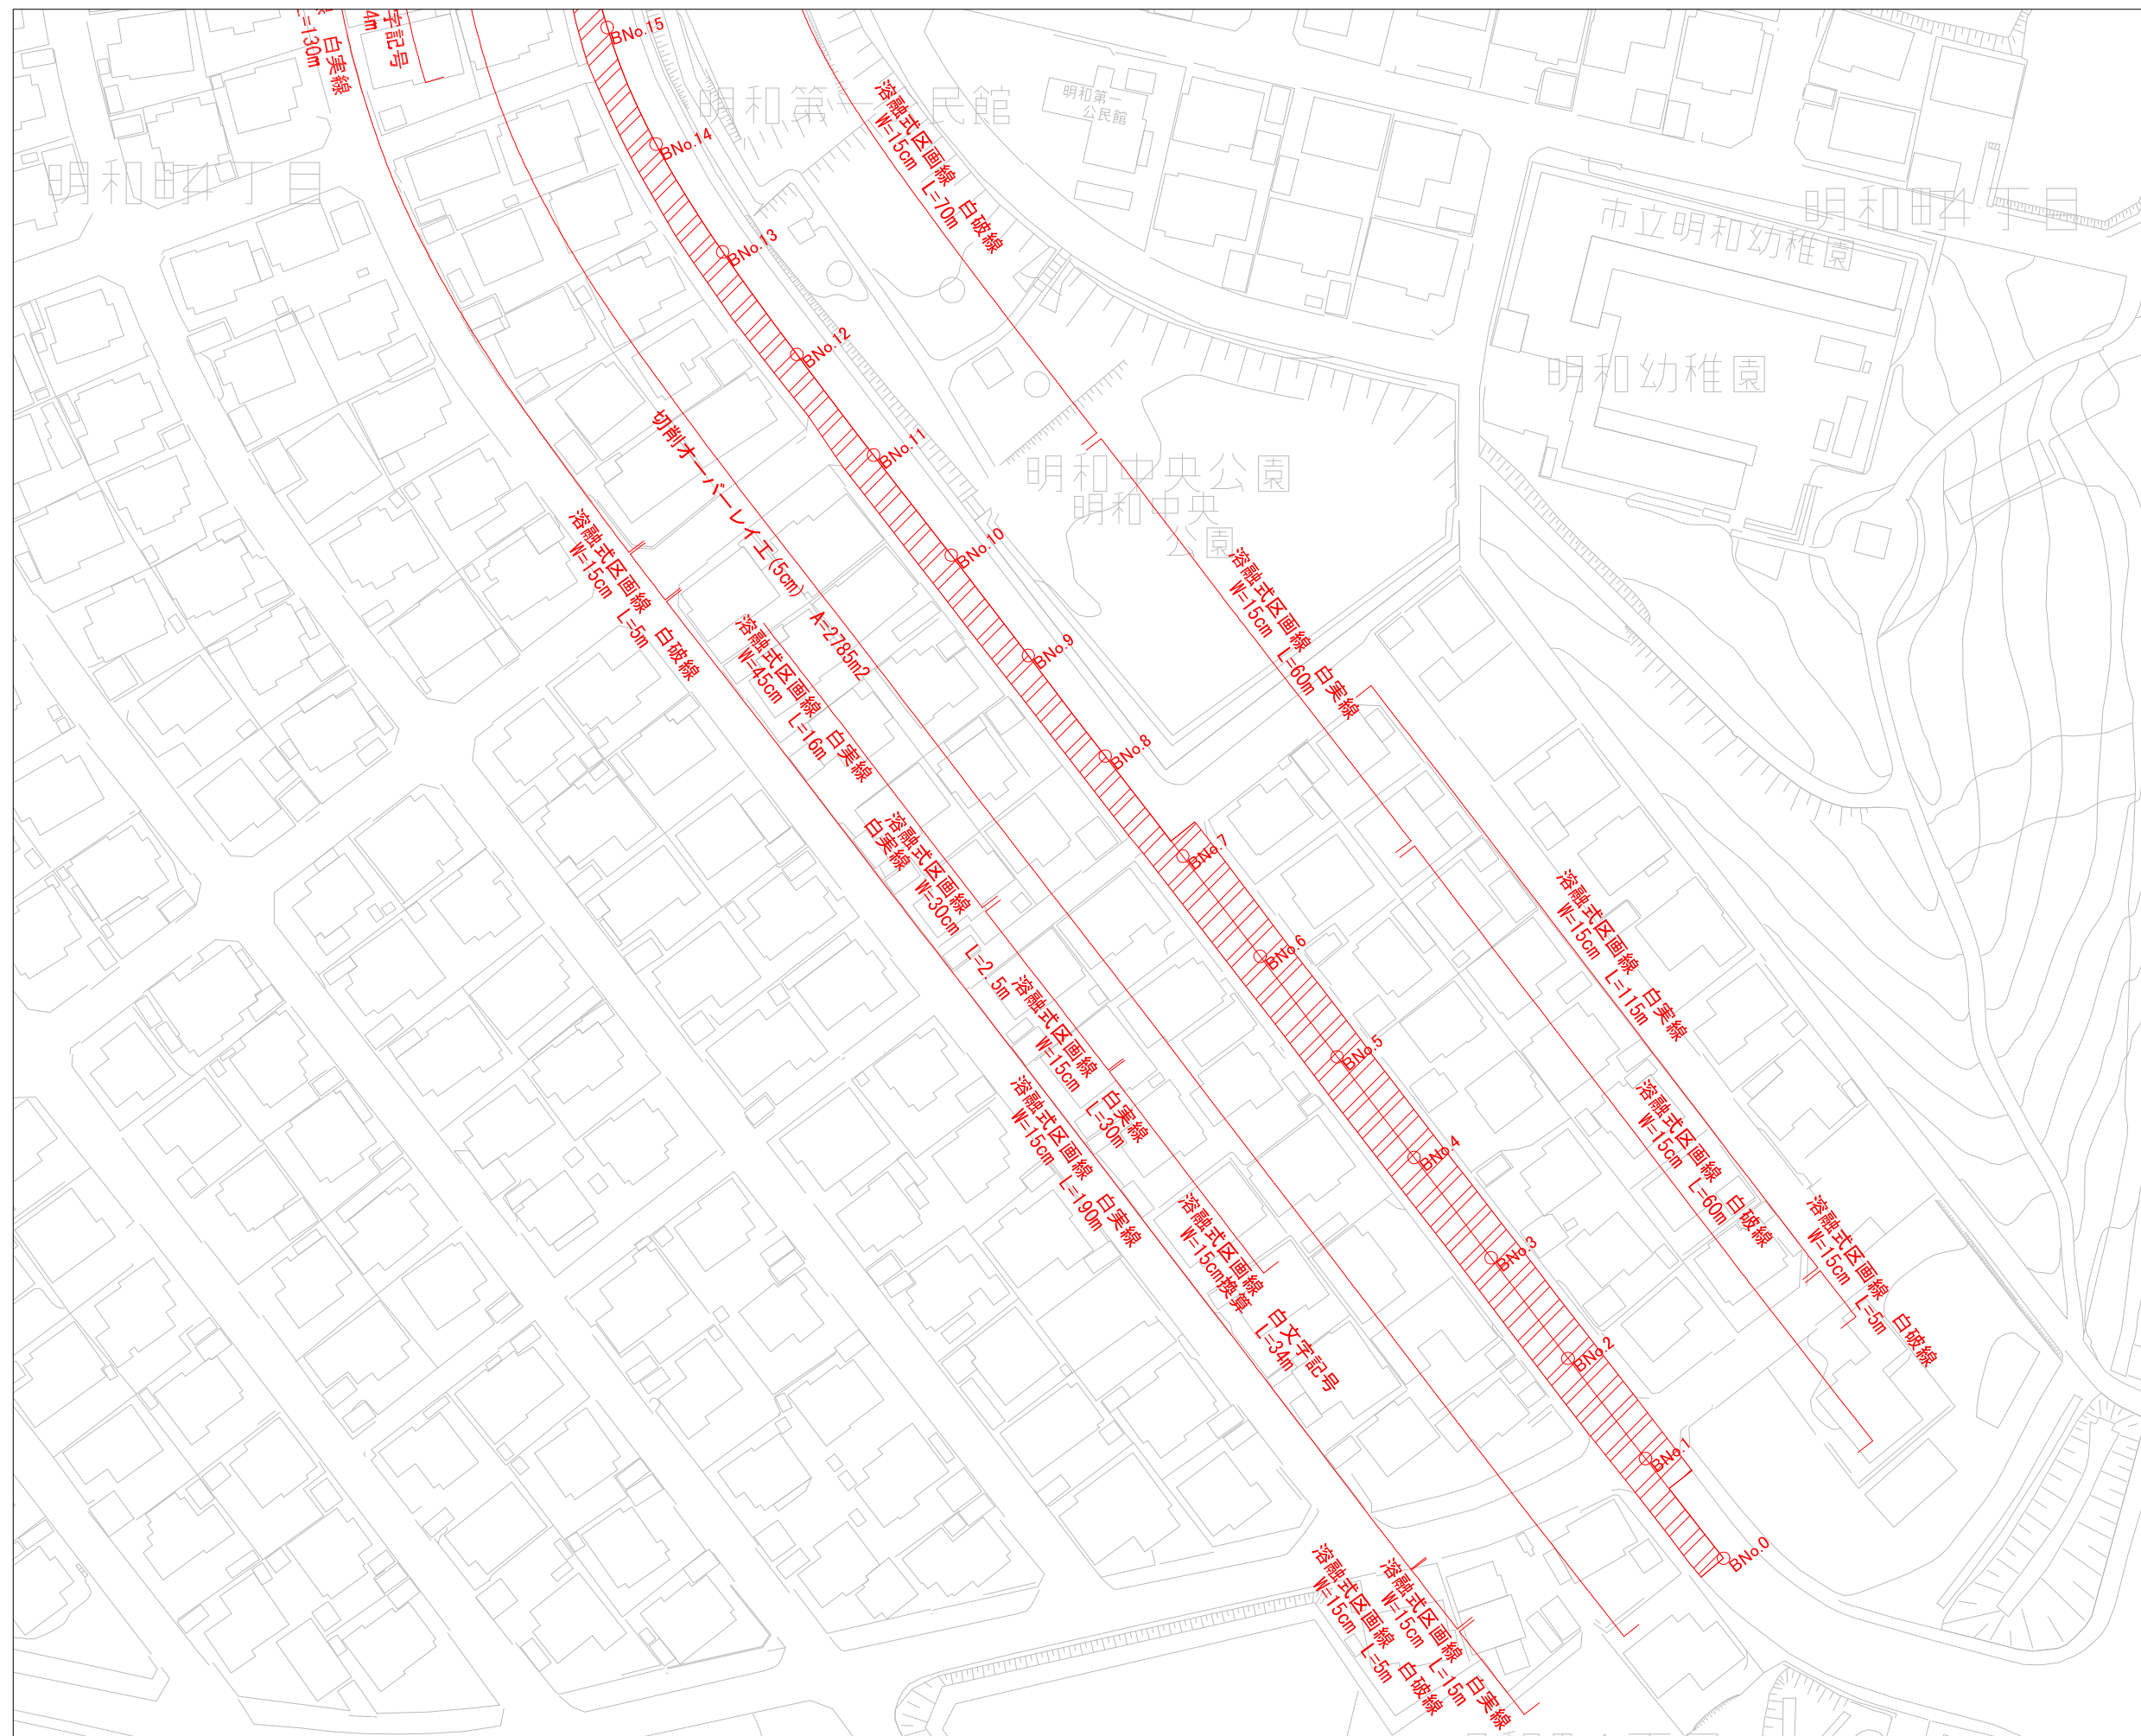 白実線
L=130m
字記号
4m
BNo.15
BNo.14
BNo.13
BNo.12
BNo.11
BNo.10
BNo.9
BNo.8
BNo.7
BNo.6
BNo.5
BNo.4
BNo.3
BNo.2
BNo.1
BNo.0
明和町4丁目
明和第一公民館
明和第一
公民館
溶融式区画線 白破線
W=15cm L=70m
市立明和幼稚園
明和町4丁目
明和幼稚園
明和中央公園
明和中央
公園
切削オーバーレイ工(5cm) A=2785m2
溶融式区画線 白破線
W=15cm L=5m
溶融式区画線 白実線
W=45cm L=16m
溶融式区画線 白実線
W=15cm L=60m
溶融式区画線
白実線 W=30cm L=2.5m
溶融式区画線 白実線
W=15cm L=115m
溶融式区画線 白実線
W=15cm L=30m
溶融式区画線 白実線
W=15cm L=190m
溶融式区画線 白破線
W=15cm L=60m
溶融式区画線 白文字記号
W=15cm換算 L=34m
溶融式区画線 白破線
W=15cm L=5m
溶融式区画線 白破線
W=15cm L=5m
溶融式区画線 白実線
W=15cm L=15m